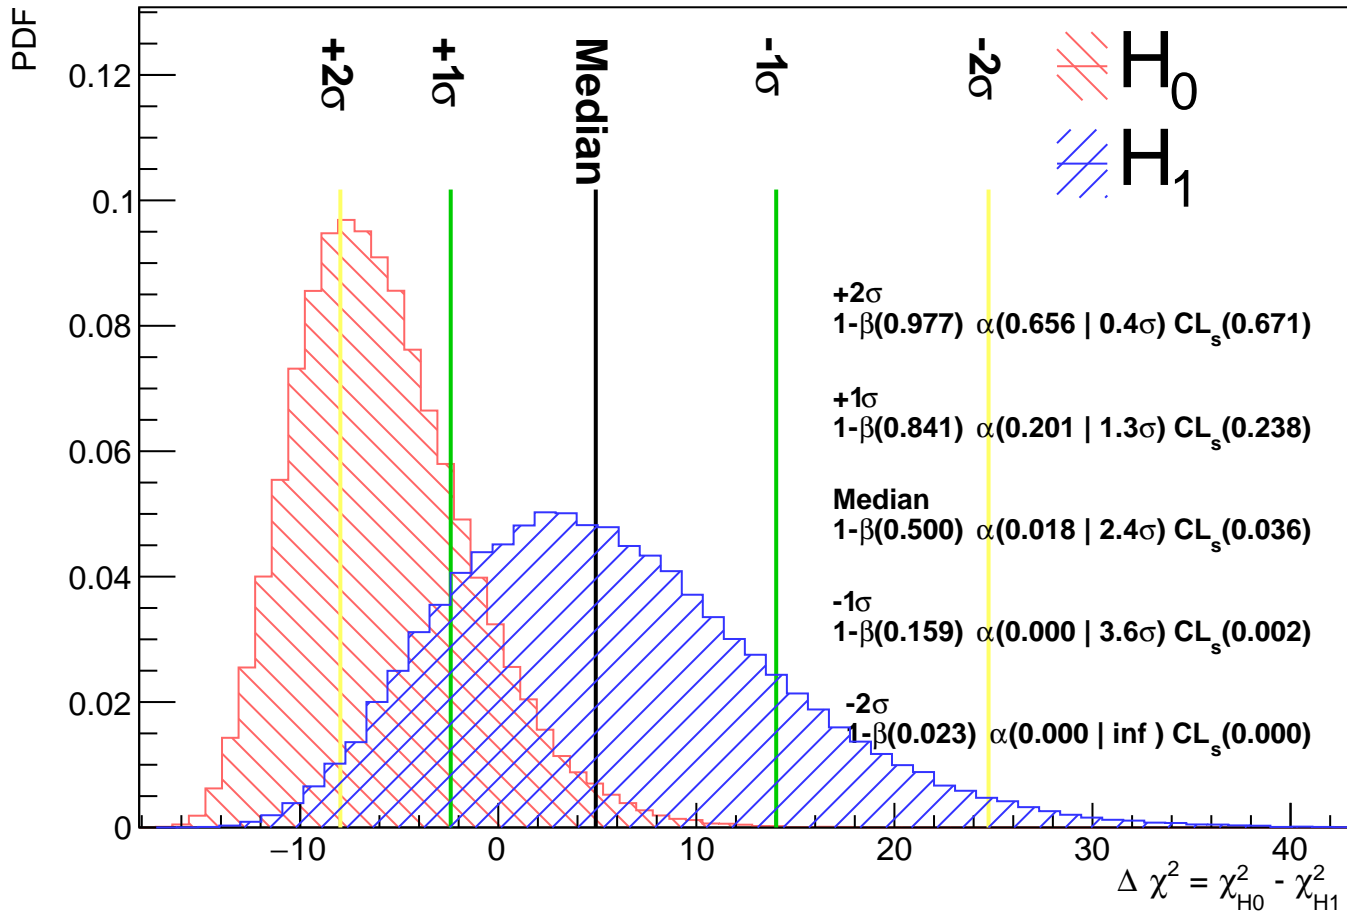 PDF
+2σ
+1σ
Median
-1σ
-2σ
H0
H1
0.12
0.1
0.08
0.06
0.04
0.02
0
+2σ
1-β(0.977) α(0.656 | 0.4σ) CLs(0.671)
+1σ
1-β(0.841) α(0.201 | 1.3σ) CLs(0.238)
Median
1-β(0.500) α(0.018 | 2.4σ) CLs(0.036)
-1σ
1-β(0.159) α(0.000 | 3.6σ) CLs(0.002)
-2σ
1-β(0.023) α(0.000 | inf ) CLs(0.000)
−10 0 10 20 30 40
Δ χ² = χ²H0 - χ²H1